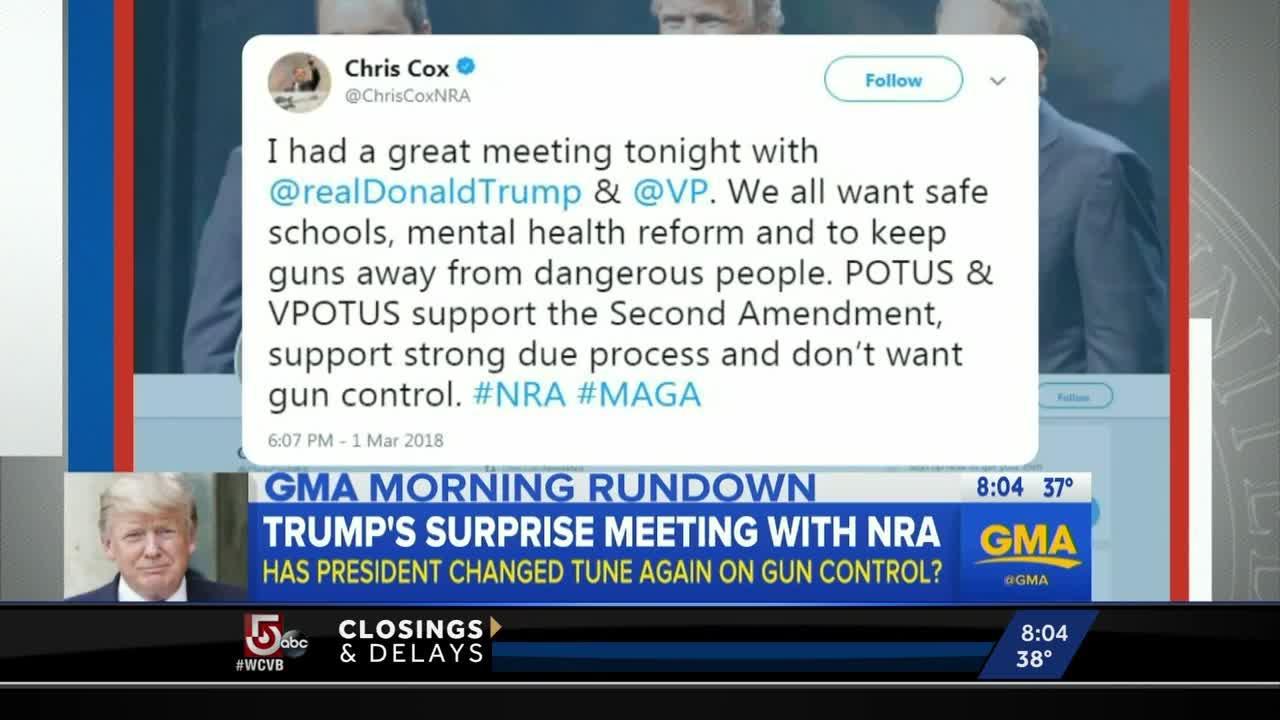 Chris Cox
@ChrisCoxNRA
Follow
I had a great meeting tonight with
@realDonaldTrump & @VP. We all want safe
schools, mental health reform and to keep
guns away from dangerous people. POTUS &
VPOTUS support the Second Amendment,
support strong due process and don’t want
gun control. #NRA #MAGA
6:07 PM - 1 Mar 2018
Follow
GMA MORNING RUNDOWN
8:04 37°
TRUMP'S SURPRISE MEETING WITH NRA
HAS PRESIDENT CHANGED TUNE AGAIN ON GUN CONTROL?
GMA
@GMA
5 abc
#WCVB
CLOSINGS
& DELAYS
8:04
38°